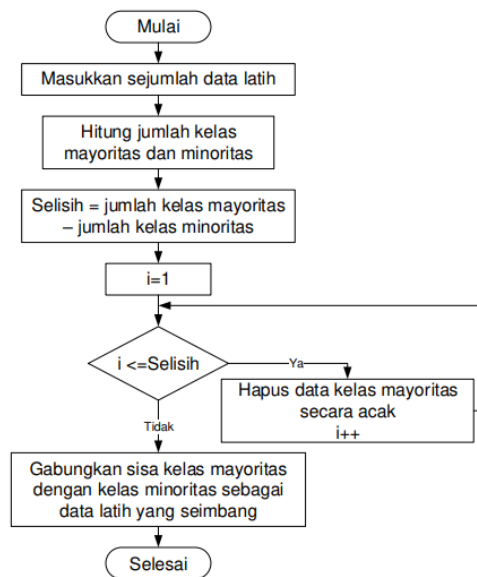 Mulai
Masukkan sejumlah data latih
Hitung jumlah kelas
mayoritas dan minoritas
Selisih = jumlah kelas mayoritas
– jumlah kelas minoritas
i=1
i <=Selisih
Ya
Hapus data kelas mayoritas
secara acak
i++
Tidak
Gabungkan sisa kelas mayoritas
dengan kelas minoritas sebagai
data latih yang seimbang
Selesai